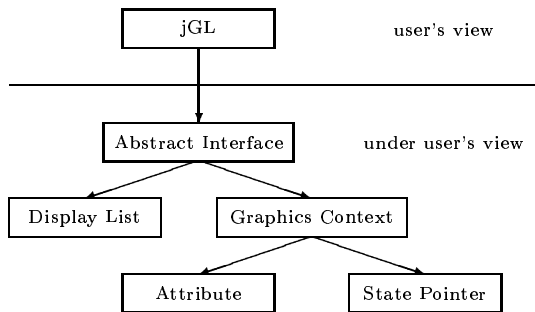 jGL
user's view
Abstract Interface
under user's view
Display List
Graphics Context
Attribute
State Pointer